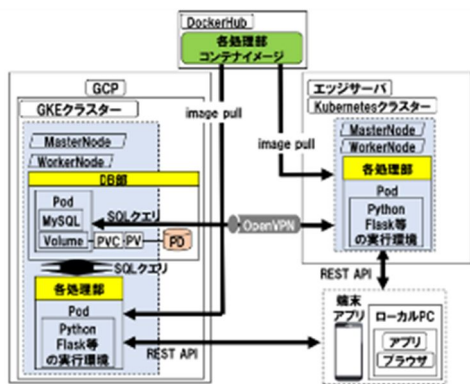 DockerHub
各処理部
コンテナイメージ
GCP
GKEクラスター
image pull
MasterNode
WorkerNode
DB部
Pod
MySQL
SQLクエリ
Volume
PVC
PV
PD
SQLクエリ
各処理部
Pod
Python
Flask等
の実行環境
REST API
OpenVPN
エッジサーバ
Kubernetesクラスター
image pull
MasterNode
WorkerNode
各処理部
Pod
Python
Flask等
の実行環境
REST API
端末
アプリ
ローカルPC
アプリ
ブラウザ